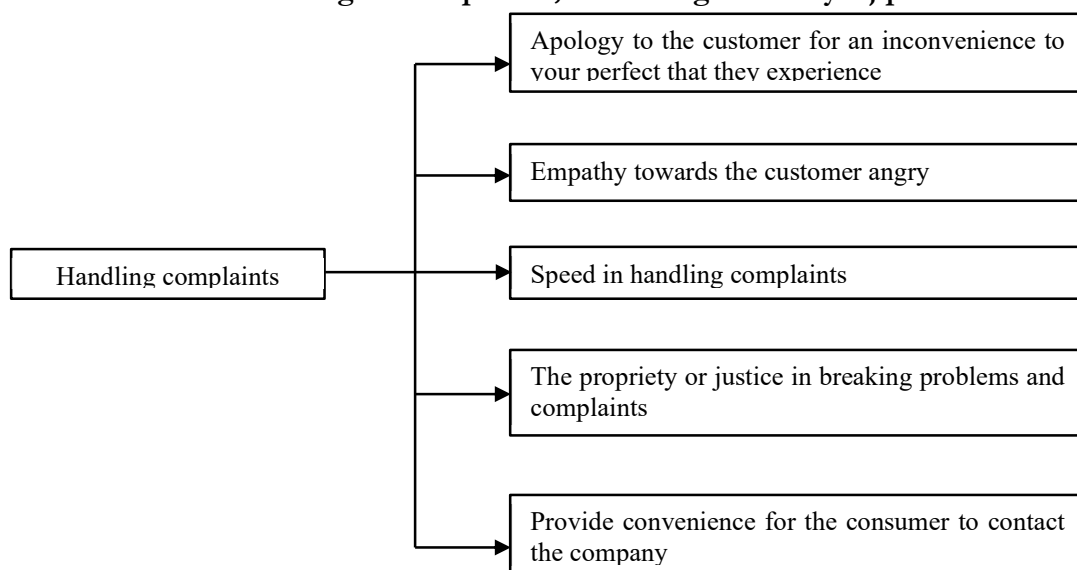 Handling complaints
Apology to the customer for an inconvenience to
your perfect that they experience
Empathy towards the customer angry
Speed in handling complaints
The propriety or justice in breaking problems and
complaints
Provide convenience for the consumer to contact
the company